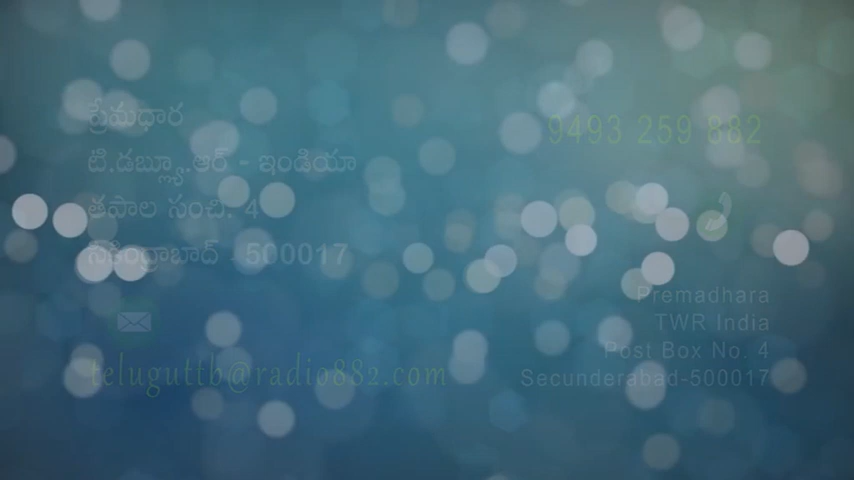 ప్రేమధార
టి.డబ్ల్యూ.ఆర్ - ఇండియా
తపాల సంచి. 4
సికింద్రాబాద్ - 500017
teluguttb@radio882.com
9493 259 882
Premadhara
TWR India
Post Box No. 4
Secunderabad-500017